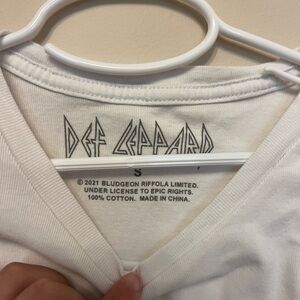 DEF LEPPARD
S
© 2021 BLUDGEON RIFFOLA LIMITED.
UNDER LICENSE TO EPIC RIGHTS.
100% COTTON. MADE IN CHINA.